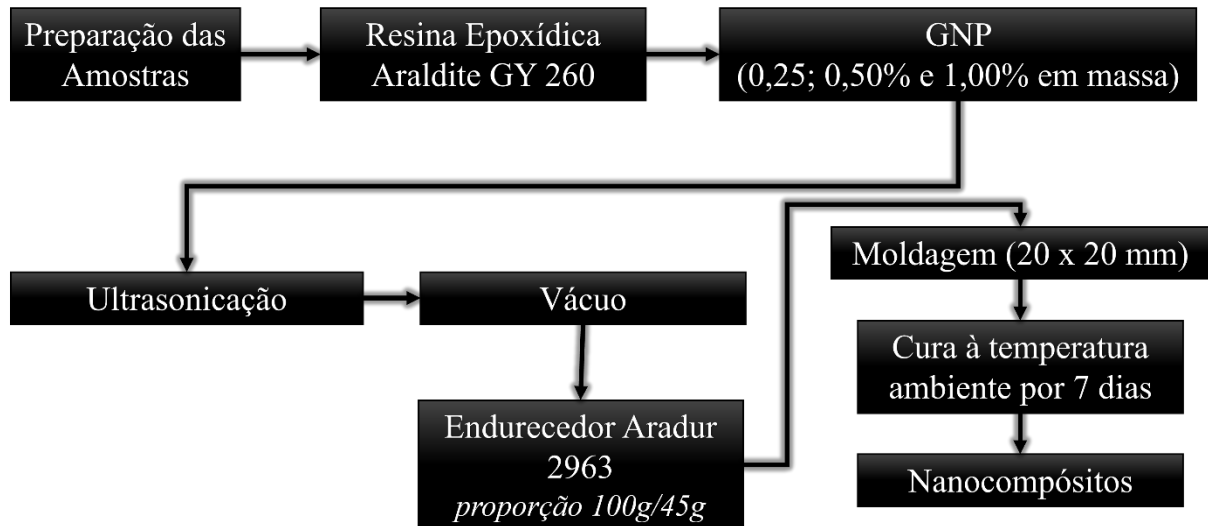 Preparação das
Amostras
Resina Epoxídica
Araldite GY 260
GNP
(0,25; 0,50% e 1,00% em massa)
Ultrasonicação
Vácuo
Endurecedor Aradur
2963
proporção 100g/45g
Moldagem (20 x 20 mm)
Cura à temperatura
ambiente por 7 dias
Nanocompósitos